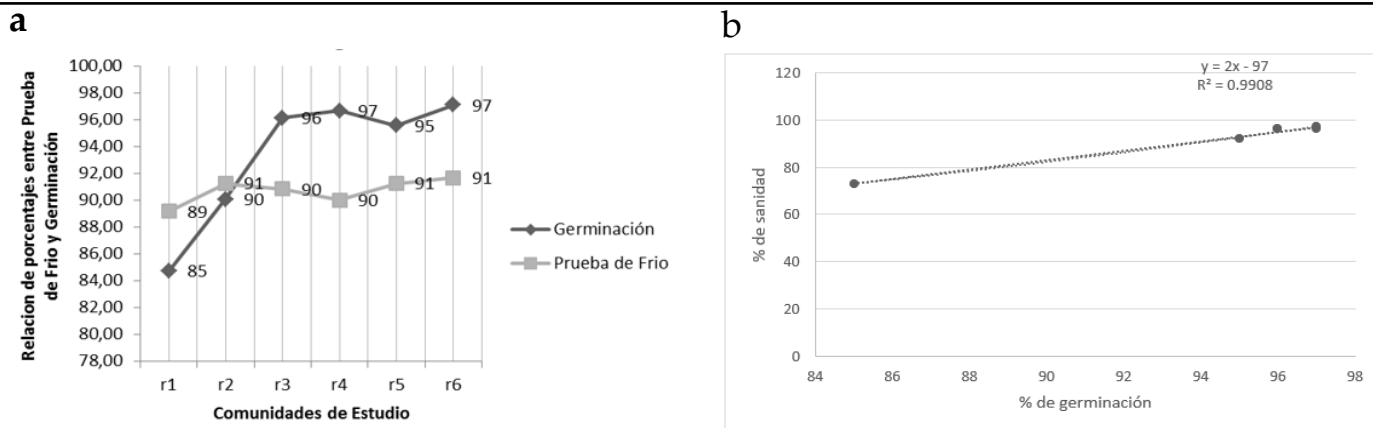 a
Relacion de porcentajes entre Prueba
de Frio y Germinación
100,00
98,00
96,00
94,00
92,00
90,00
88,00
86,00
84,00
82,00
80,00
78,00
85
90
96
97
95
97
89
91
90
90
91
91
r1 r2 r3 r4 r5 r6
Comunidades de Estudio
Germinación
Prueba de Frio
b
y = 2x - 97
R² = 0.9908
% de sanidad
120
100
80
60
40
20
0
84 86 88 90 92 94 96 98
% de germinación